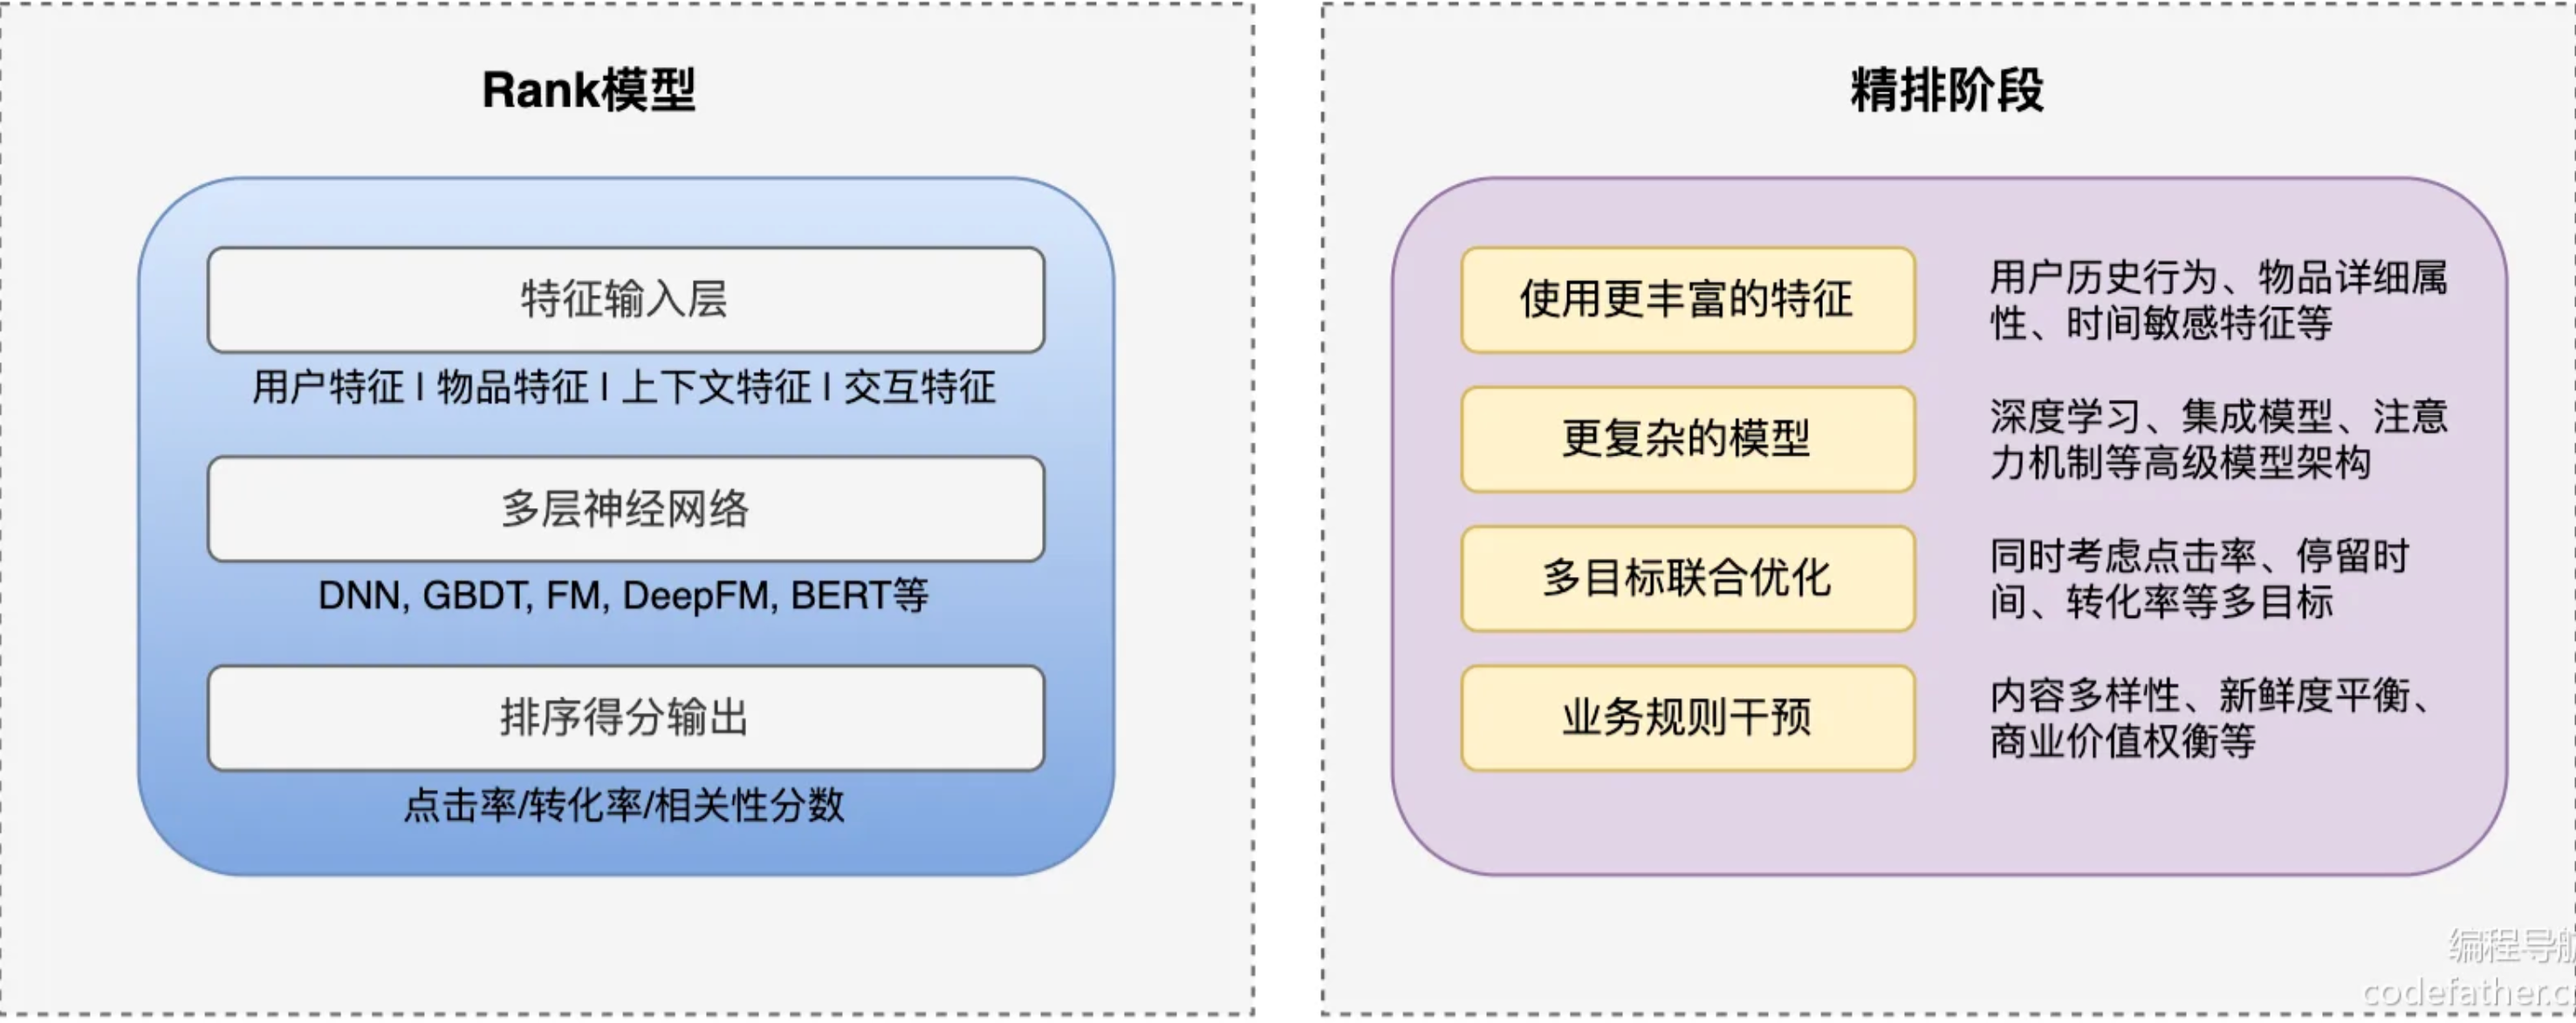 Rank模型
特征输入层
用户特征 | 物品特征 | 上下文特征 | 交互特征
多层神经网络
DNN, GBDT, FM, DeepFM, BERT等
排序得分输出
点击率/转化率/相关性分数
精排阶段
使用更丰富的特征
用户历史行为、物品详细属
性、时间敏感特征等
更复杂的模型
深度学习、集成模型、注意
力机制等高级模型架构
多目标联合优化
同时考虑点击率、停留时
间、转化率等多目标
业务规则干预
内容多样性、新鲜度平衡、
商业价值权衡等
编程导航
codefather.c